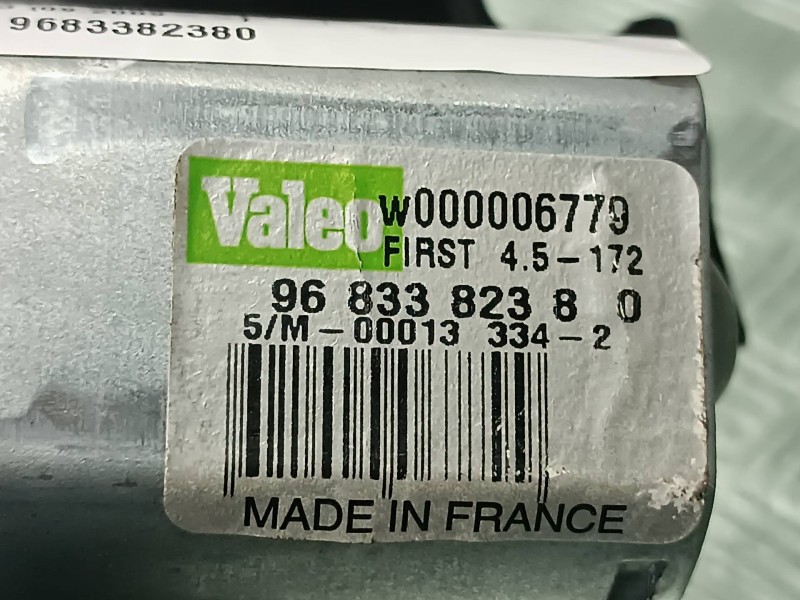 9683382380
Valeo
W000006779
FIRST 4.5-172
96 833 823 8 0
5/M-00013 334-2
MADE IN FRANCE